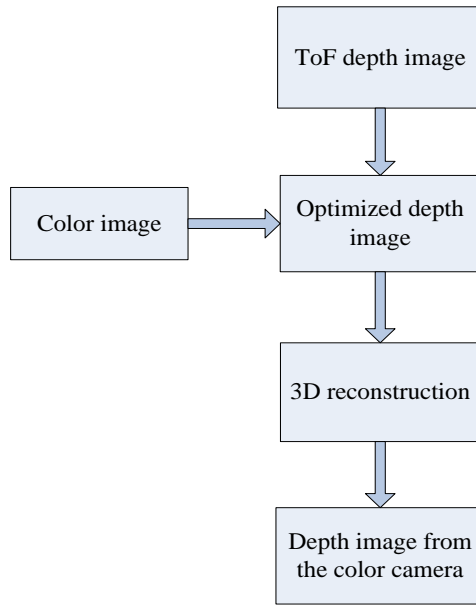 ToF depth image
Color image
Optimized depth
image
3D reconstruction
Depth image from
the color camera